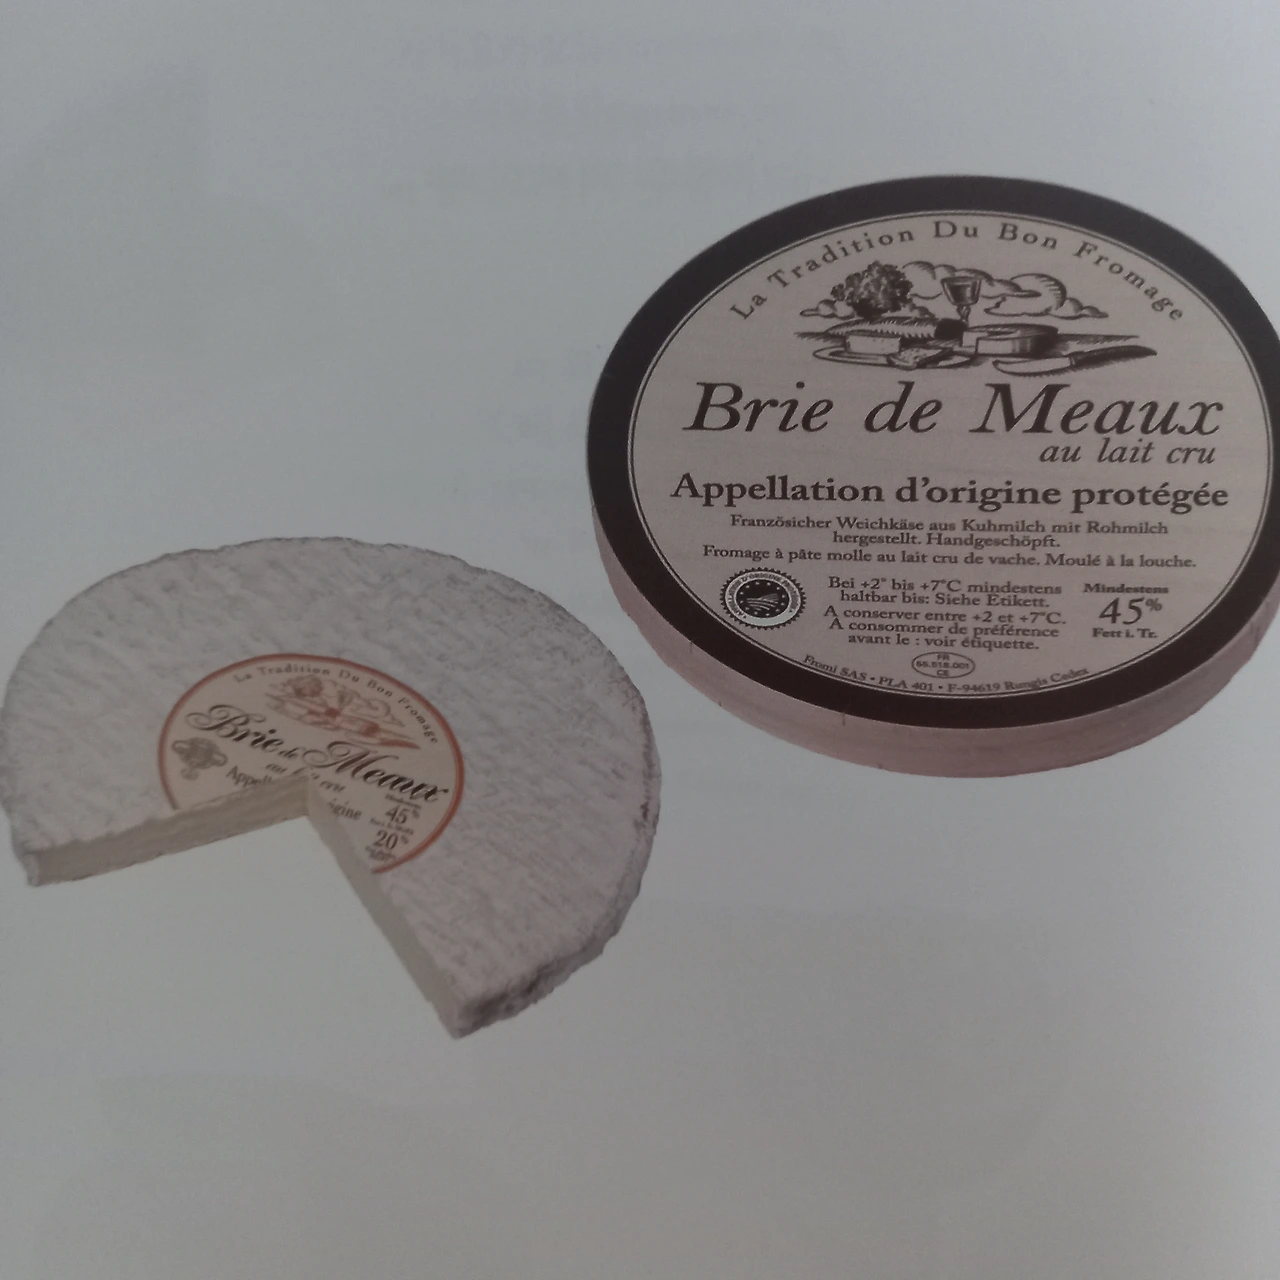 La Tradition Du Bon Fromage
Brie de Meaux
au lait cru
Appellation d'origine protégée
Französicher Weichkäse aus Kuhmilch mit Rohmilch
hergestellt. Handgeschöpft.
Fromage à pâte molle au lait cru de vache. Moulé à la louche.
Bei +2° bis +7°C mindestens
haltbar bis: Siehe Etikett.
A conserver entre +2 et +7°C.
A consommer de préférence
avant le : voir étiquette.
Mindestens
45%
Fett i. Tr.
FR
CE
Fromi SAS • PLA 401 • F-94619 Rungis Cedex
La Tradition Du Bon Fromage
Brie de Meaux
45%
20%